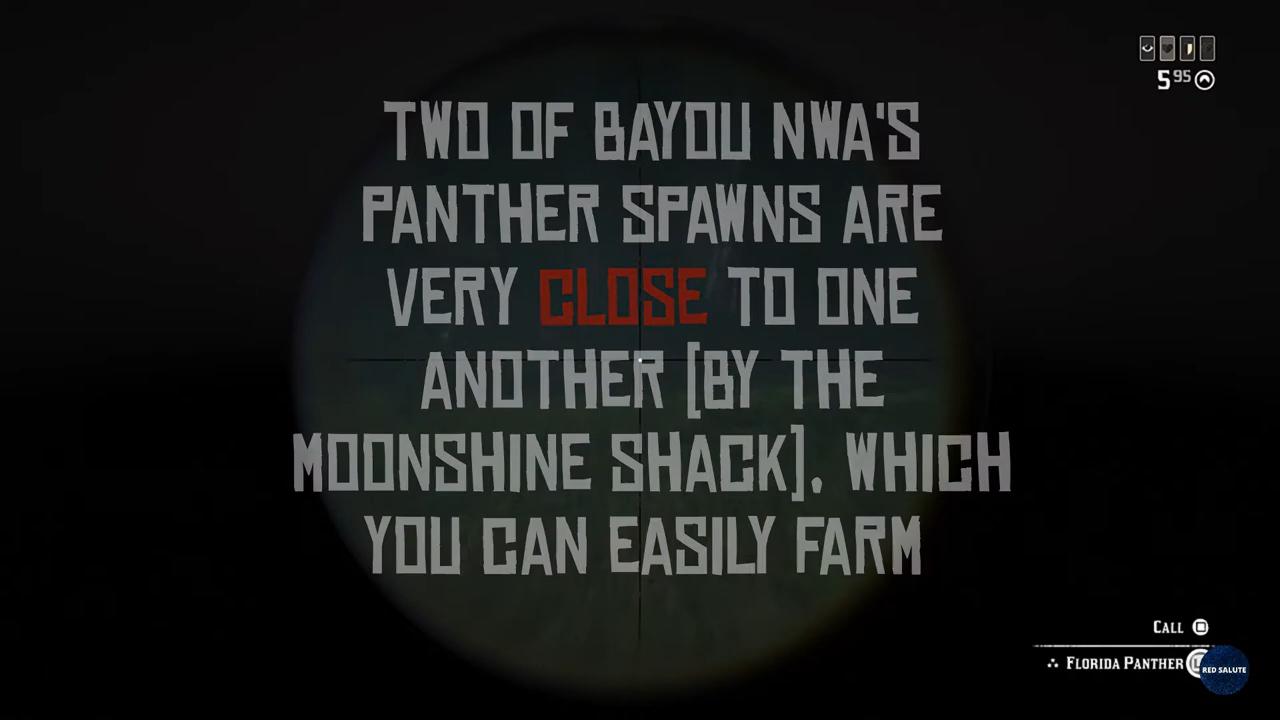 5 95
TWO OF BAYOU NWA'S
PANTHER SPAWNS ARE
VERY CLOSE TO ONE
ANOTHER [BY THE
MOONSHINE SHACK], WHICH
YOU CAN EASILY FARM
CALL
FLORIDA PANTHER
RED SALUTE